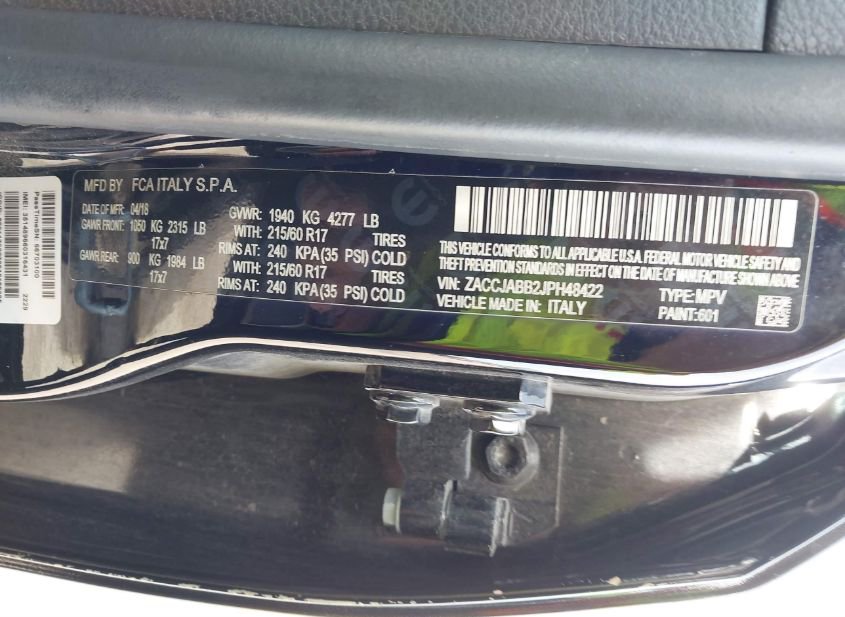 MFD BY FCA ITALY S.P.A.
DATE OF MFR: 04/18
GAWR FRONT: 1050 KG 2315 LB
17x7
GAWR REAR: 900 KG 1984 LB
17x7
GVWR: 1940 KG 4277 LB
WITH: 215/60 R17 TIRES
RIMS AT: 240 KPA (35 PSI) COLD
WITH: 215/60 R17 TIRES
RIMS AT: 240 KPA (35 PSI) COLD
THIS VEHICLE CONFORMS TO ALL APPLICABLE U.S.A. FEDERAL MOTOR VEHICLE SAFETY AND
THEFT PREVENTION STANDARDS IN EFFECT ON THE DATE OF MANUFACTURE SHOWN ABOVE.
VIN: ZACCJABB2JPH48422 TYPE: MPV
VEHICLE MADE IN: ITALY PAINT: 601
2229